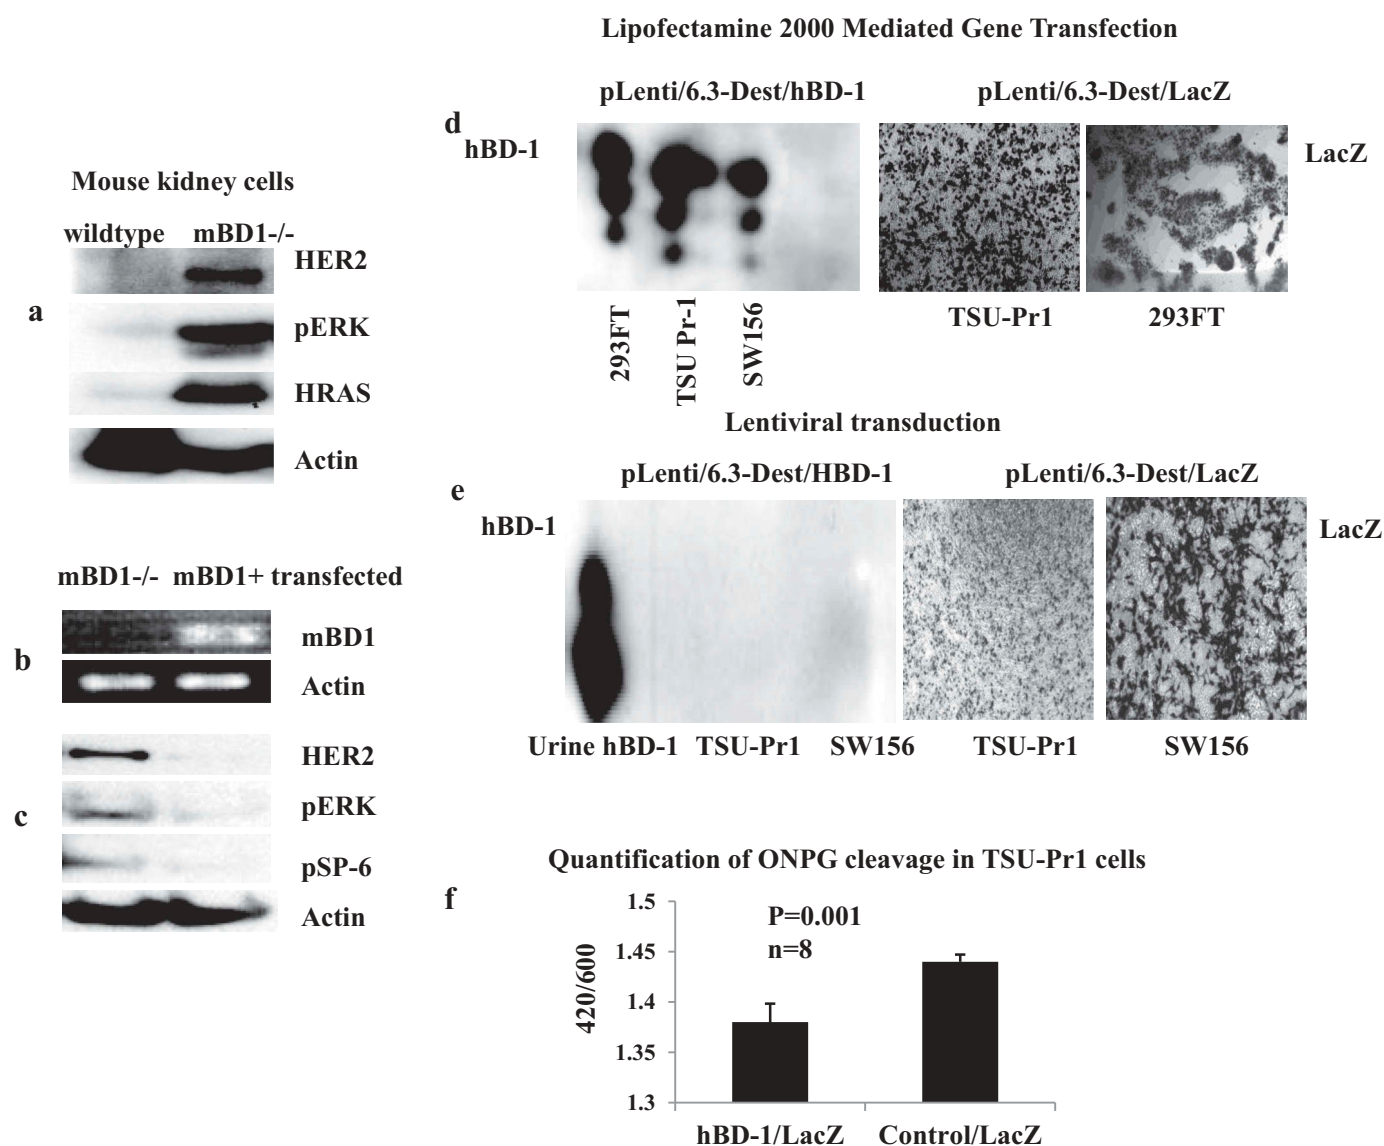 Lipofectamine 2000 Mediated Gene Transfection
Mouse kidney cells
wildtype mBD1-/-
a
HER2
pERK
HRAS
Actin
mBD1-/- mBD1+ transfected
b
mBD1
Actin
c
HER2
pERK
pSP-6
Actin
d
pLenti/6.3-Dest/hBD-1 pLenti/6.3-Dest/LacZ
hBD-1
LacZ
293FT
TSU Pr-1
SW156
TSU-Pr1 293FT
Lentiviral transduction
e
pLenti/6.3-Dest/HBD-1 pLenti/6.3-Dest/LacZ
hBD-1
LacZ
Urine hBD-1 TSU-Pr1 SW156 TSU-Pr1 SW156
f
Quantification of ONPG cleavage in TSU-Pr1 cells
P=0.001
n=8
420/600
1.5
1.45
1.4
1.35
1.3
hBD-1/LacZ Control/LacZ